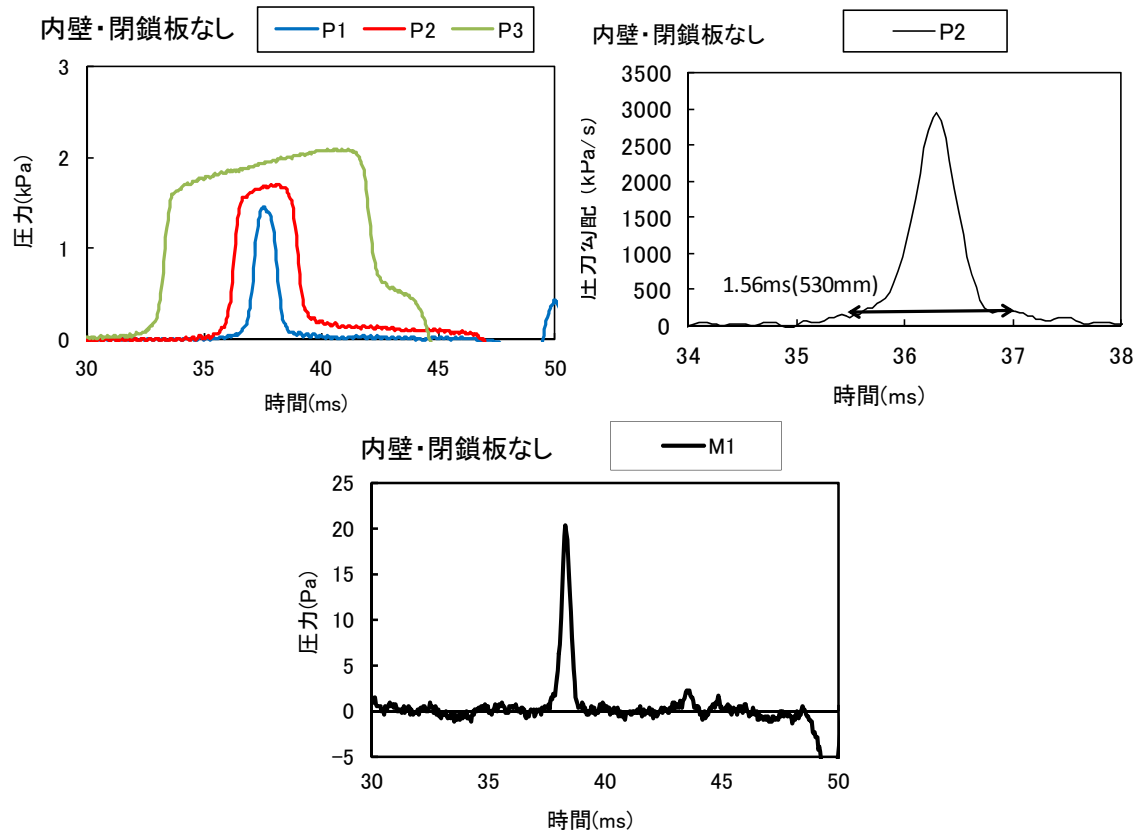 内壁・閉鎖板なし
P1 P2 P3
3
2
1
0
30 35 40 45 50
圧力(kPa)
時間(ms)
内壁・閉鎖板なし
P2
3500
3000
2500
2000
1500
1000
500
0
34 35 36 37 38
圧力勾配 (kPa/s)
1.56ms(530mm)
時間(ms)
内壁・閉鎖板なし
M1
25
20
15
10
5
0
-5
30 35 40 45 50
圧力(Pa)
時間(ms)